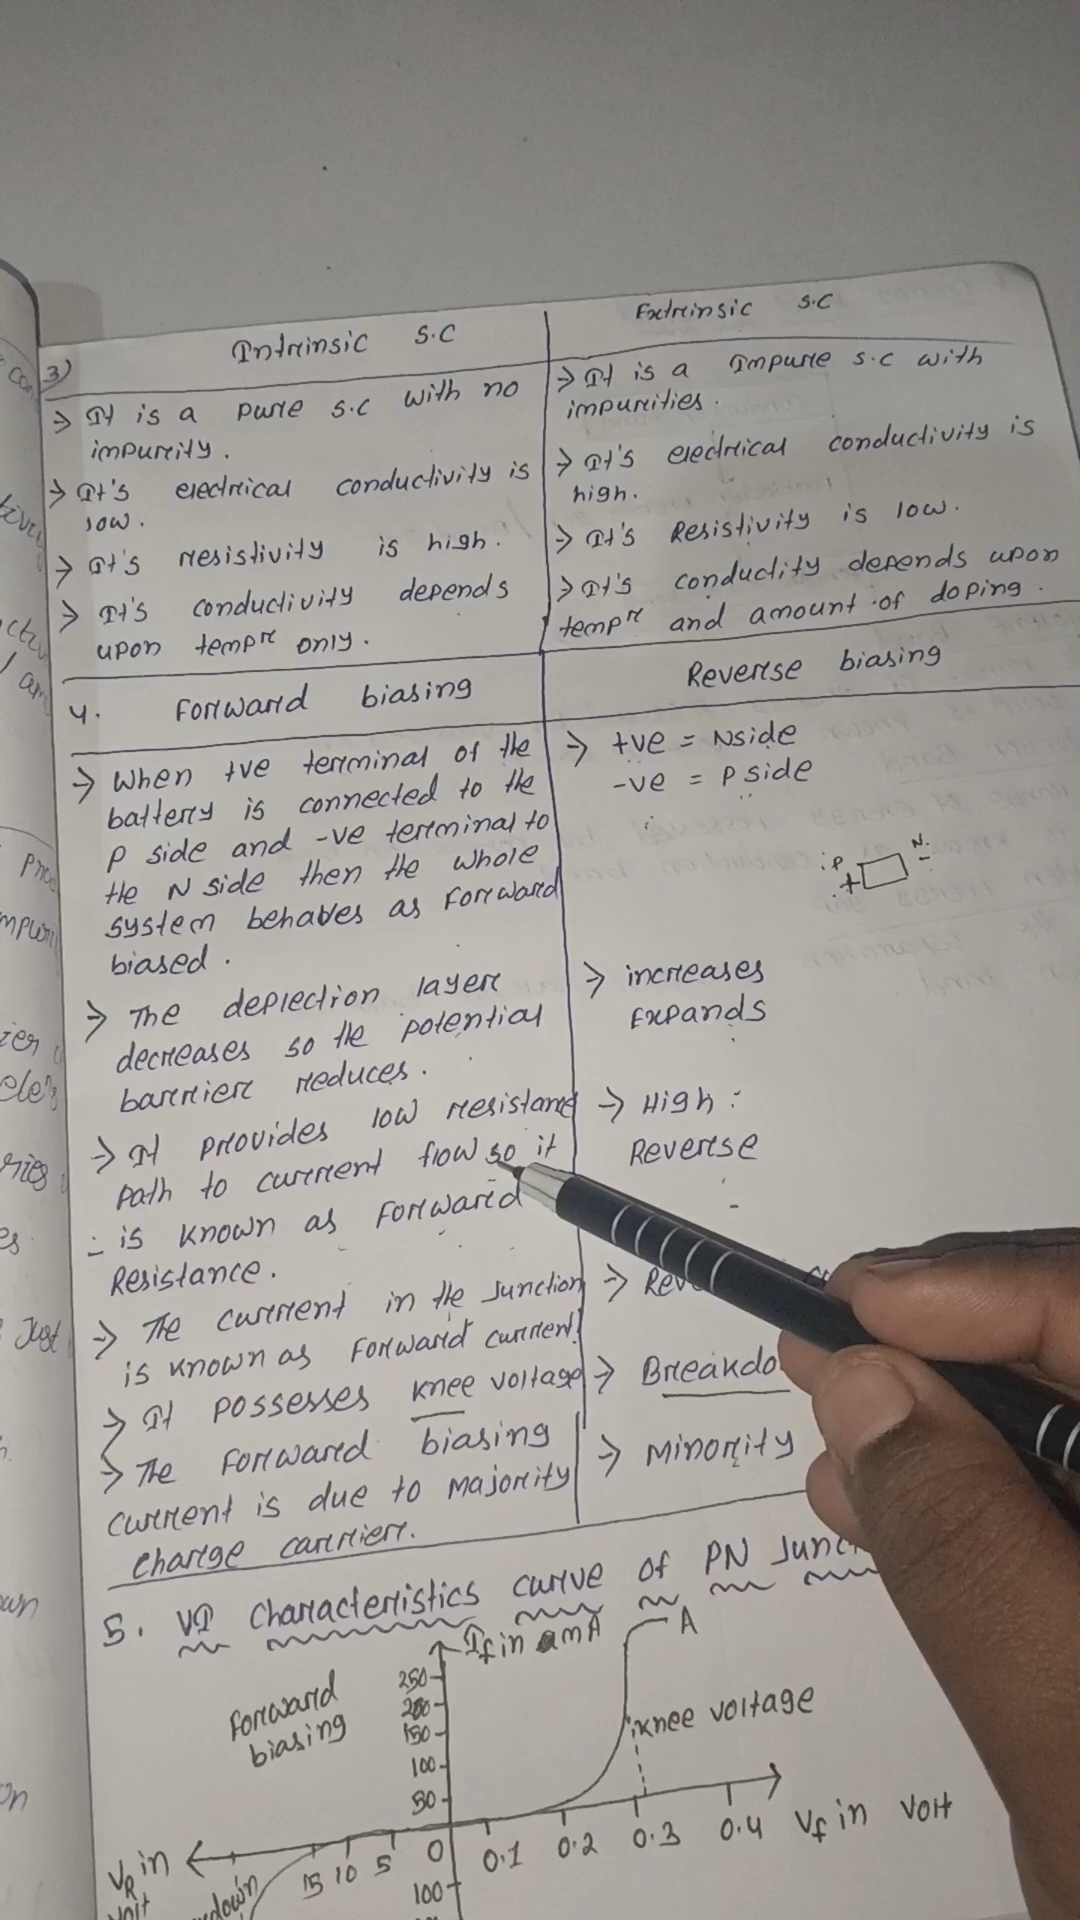 3)
Intrinsic S.C
Extrinsic S.C
→ It is a pure s.c with no
impurity.
→ It's electrical conductivity is
low.
→ It's resistivity is high.
→ It's conductivity depends
upon tempr only.
→ It is a Impure s.c with
impurities.
→ It's electrical conductivity is
high.
→ It's Resistivity is low.
→ It's conductity depends upon
tempr and amount of doping.
4. Forward biasing
Reverse biasing
→ When +ve terminal of the
battery is connected to the
P side and -ve terminal to
the N side then the whole
system behaves as Forward
biased.
→ The deplection layer
decreases so the potential
barrier reduces.
→ It provides low resistance
path to current flow so it
is known as Forward
Resistance.
→ The current in the Junction
is known as Forward current.
→ It possesses knee voltage
→ The Forward biasing
current is due to majority
charge carrier.
→ +ve = Nside
-ve = P side
P
N
+
-
→ increases
Expands
→ High :
Reverse
→ Rev
→ Breakdo
→ Minority
5. VI characteristics curve of PN Junc
If in mA
A
Forward
biasing
250
200
150
100
50
knee voltage
VR in
Volt
15 10 5 0 0.1 0.2 0.3 0.4 Vf in Volt
down
100